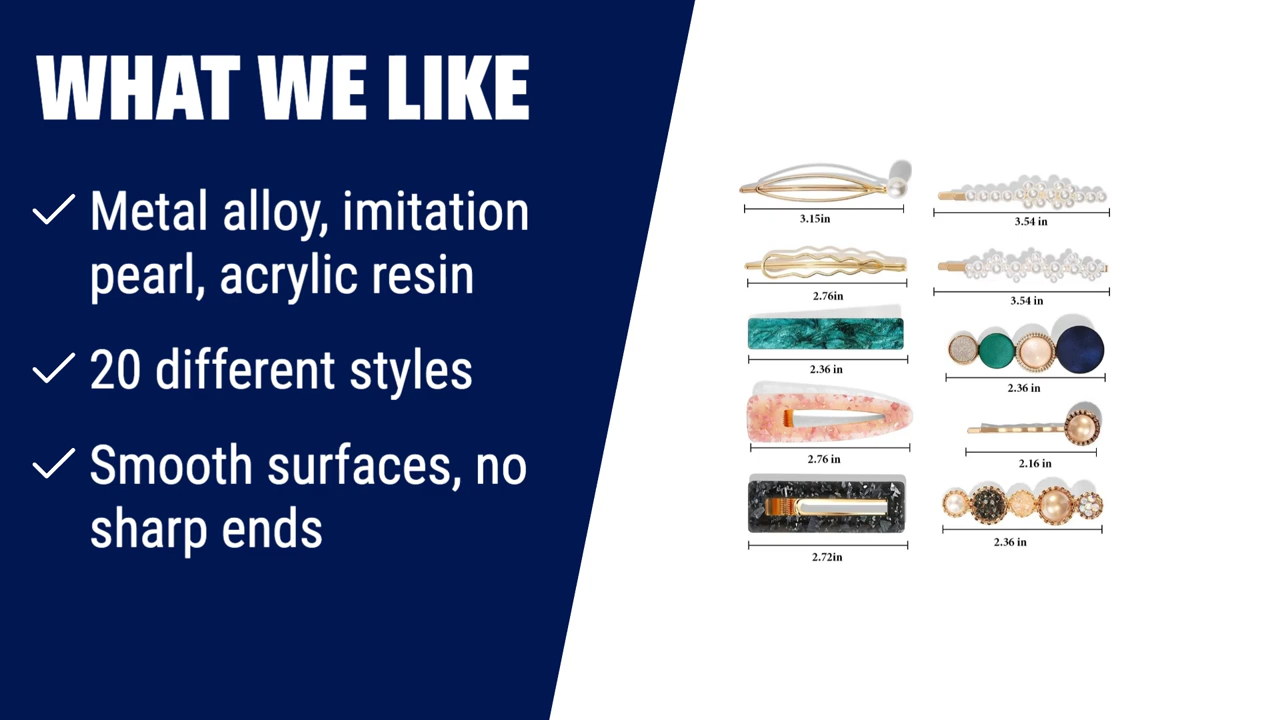 WHAT WE LIKE
Metal alloy, imitation
pearl, acrylic resin
20 different styles
Smooth surfaces, no
sharp ends
3.15in
3.54 in
2.76in
3.54 in
2.36 in
2.36 in
2.76 in
2.16 in
2.72in
2.36 in